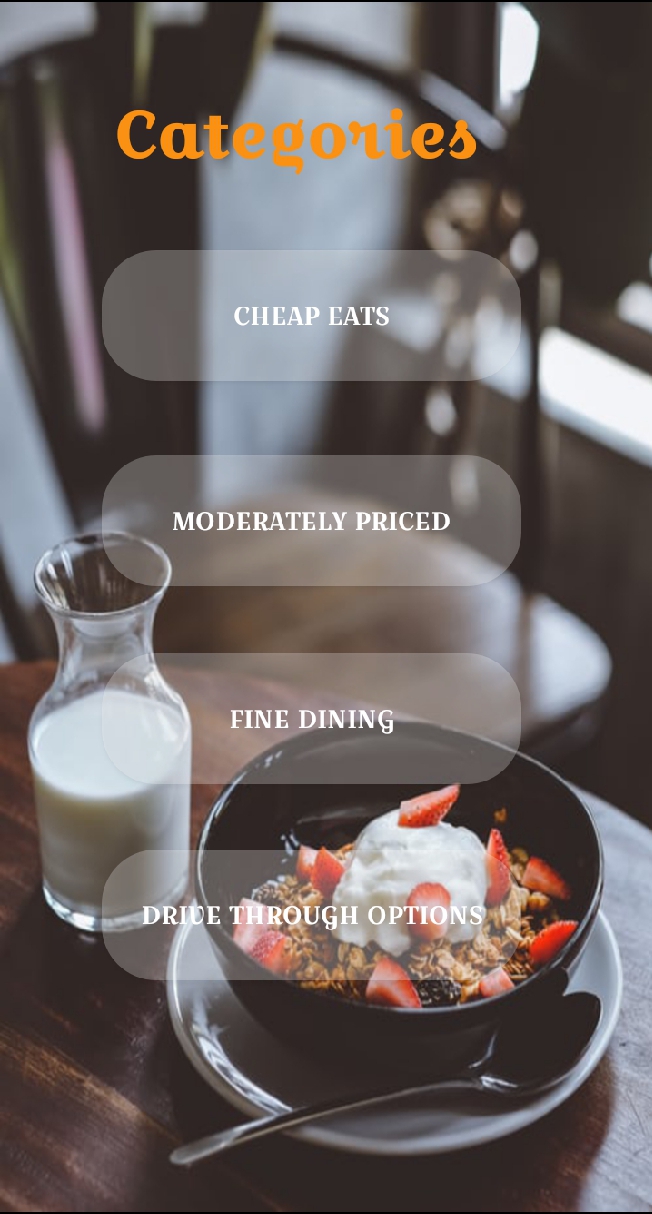 Categories
CHEAP EATS
MODERATELY PRICED
FINE DINING
DRIVE THROUGH OPTIONS